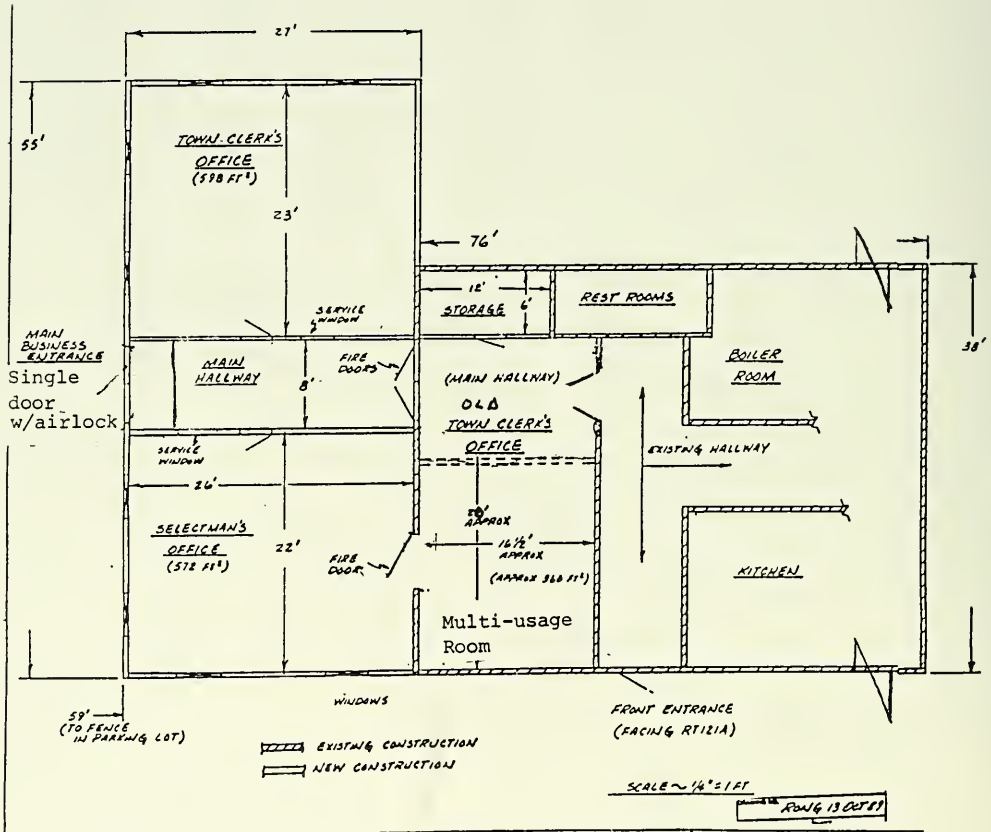 27'
55'
TOWN CLERK'S
OFFICE
(598 FT²)
23'
76'
12'
6'
STORAGE
REST ROOMS
38'
SERVICE
WINDOW
MAIN
BUSINESS
ENTRANCE
Single
door
w/airlock
MAIN
HALLWAY
8'
FIRE
DOORS
(MAIN HALLWAY)
OLD
TOWN CLERK'S
OFFICE
BOILER
ROOM
EXISTING HALLWAY
SERVICE
WINDOW
26'
SELECTMAN'S
OFFICE
(572 FT²)
22'
FIRE
DOOR
APPROX
16½'
APPROX
(APPROX 360 FT²)
KITCHEN
Multi-usage
Room
59'
(TO FENCE
IN PARKING LOT)
WINDOWS
FRONT ENTRANCE
(FACING RT121A)
EXISTING CONSTRUCTION
NEW CONSTRUCTION
SCALE ~ ¼" = 1 FT
13 OCT 89